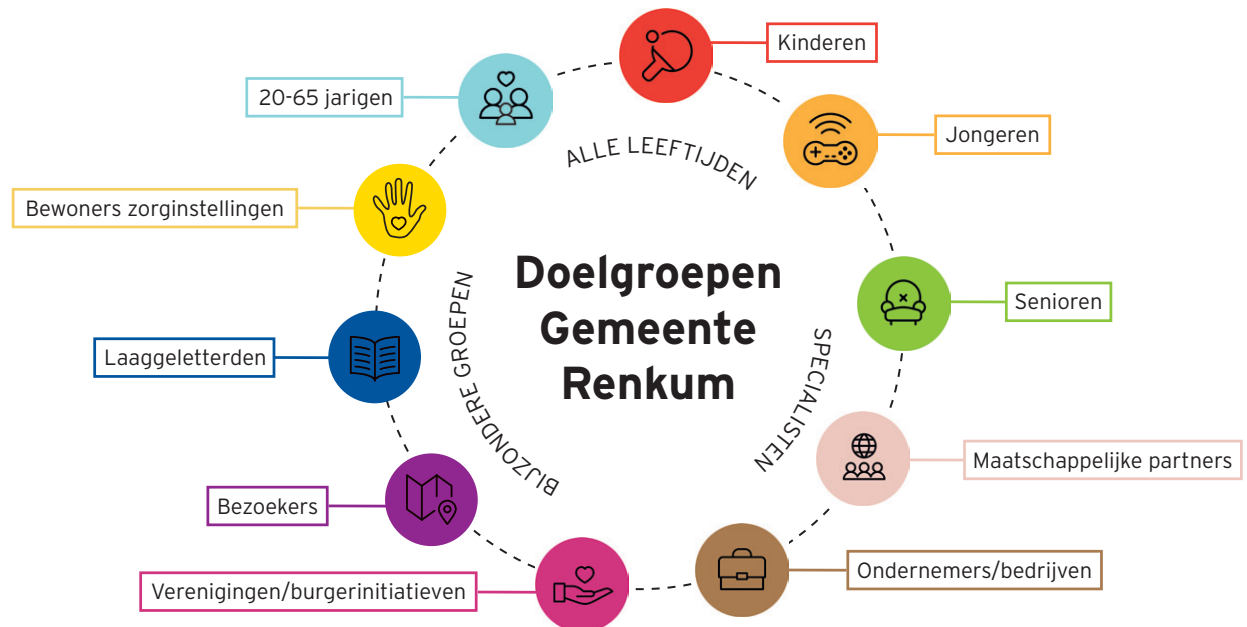 Kinderen
20-65 jarigen
Jongeren
ALLE LEEFTIJDEN
Bewoners zorginstellingen
Doelgroepen
Gemeente
Renkum
Senioren
BIJZONDERE GROEPEN
SPECIALISTEN
Laaggeletterden
Maatschappelijke partners
Bezoekers
Ondernemers/bedrijven
Verenigingen/burgerinitiatieven